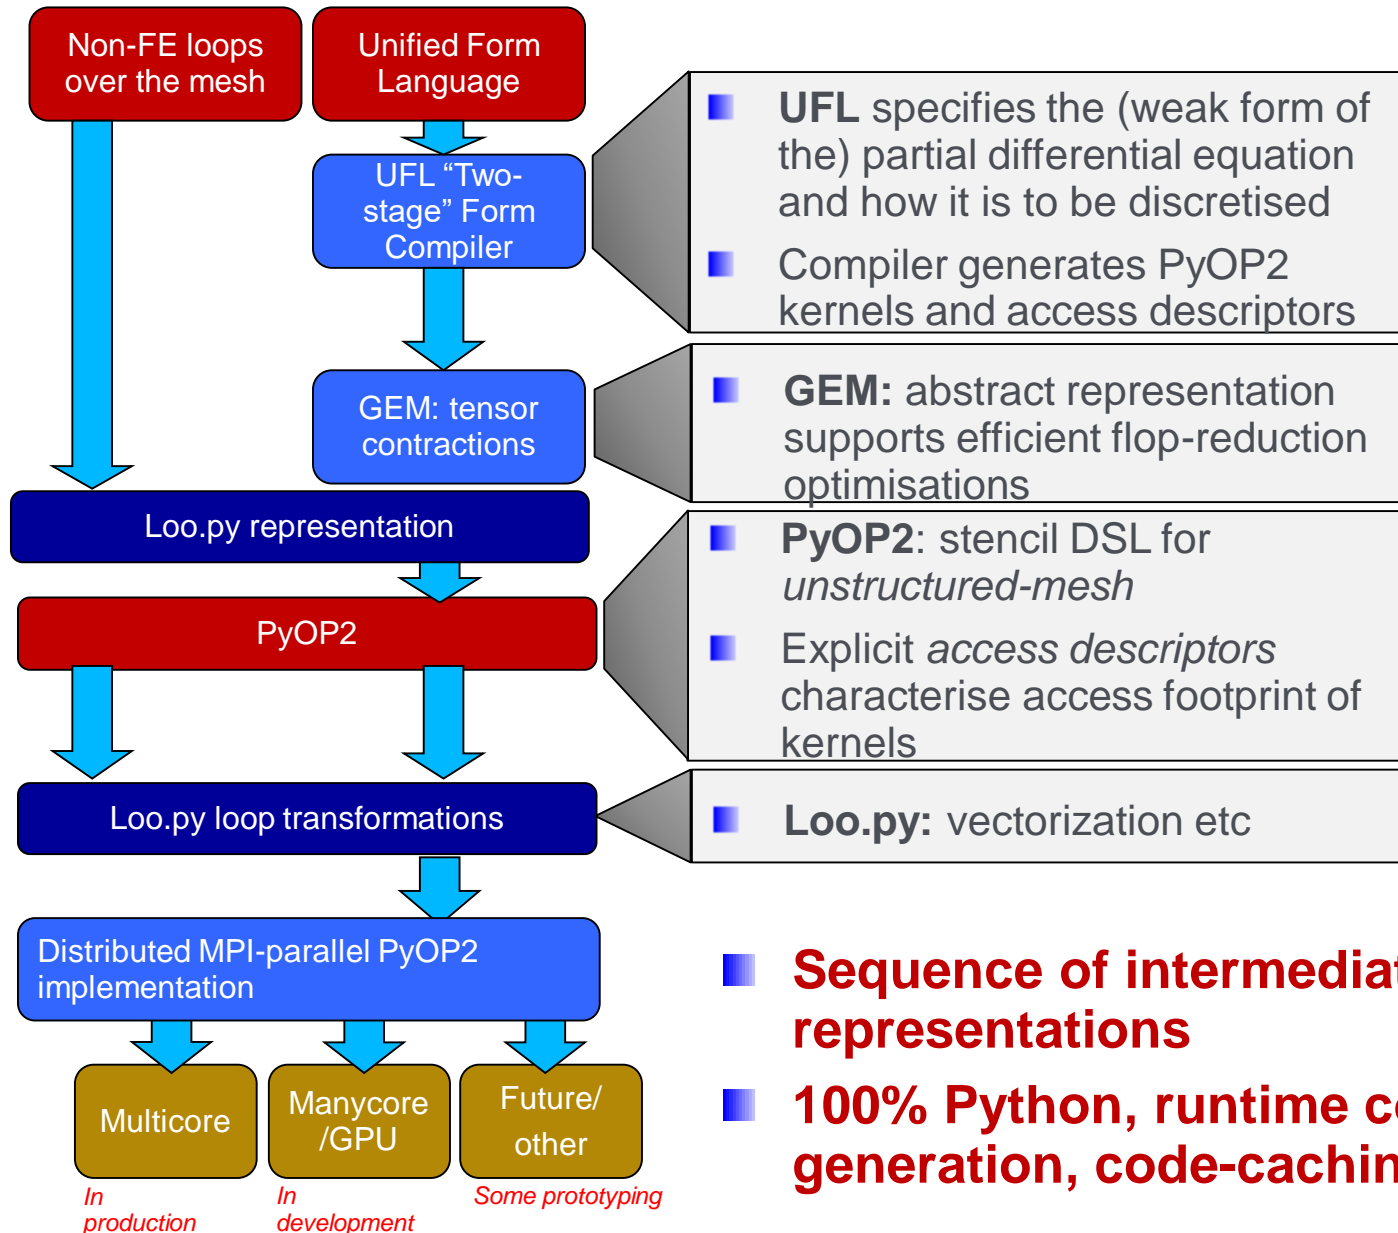 Non-FE loops
over the mesh
Unified Form
Language
UFL “Two-
stage” Form
Compiler
GEM: tensor
contractions
Loo.py representation
PyOP2
Loo.py loop transformations
Distributed MPI-parallel PyOP2
implementation
Multicore
Manycore
/GPU
Future/
other
In
production
In
development
Some prototyping
UFL specifies the (weak form of
the) partial differential equation
and how it is to be discretised
Compiler generates PyOP2
kernels and access descriptors
GEM: abstract representation
supports efficient flop-reduction
optimisations
PyOP2: stencil DSL for
unstructured-mesh
Explicit access descriptors
characterise access footprint of
kernels
Loo.py: vectorization etc
Sequence of
representations
100% Python, runtime
generation,